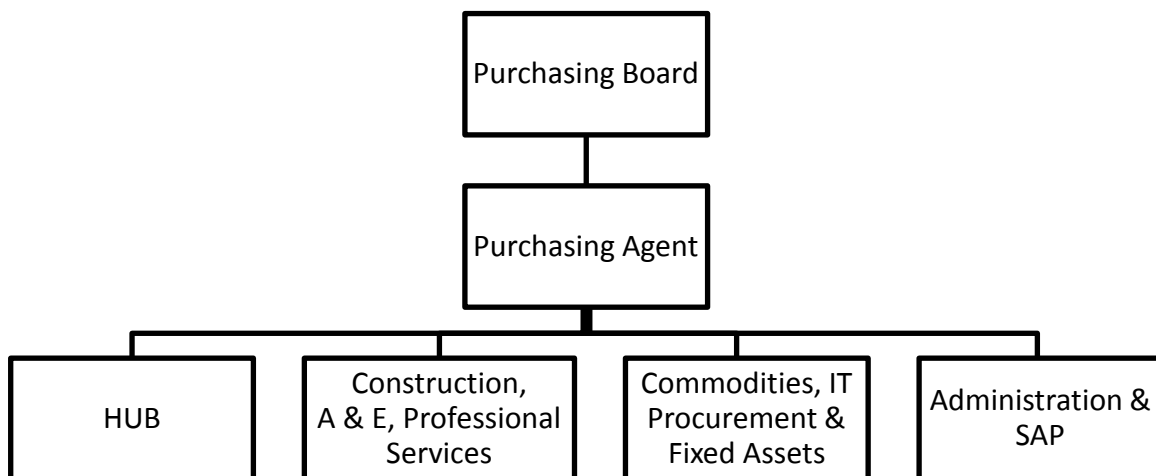 Purchasing Board
Purchasing Agent
HUB
Construction,
A & E, Professional
Services
Commodities, IT
Procurement &
Fixed Assets
Administration &
SAP